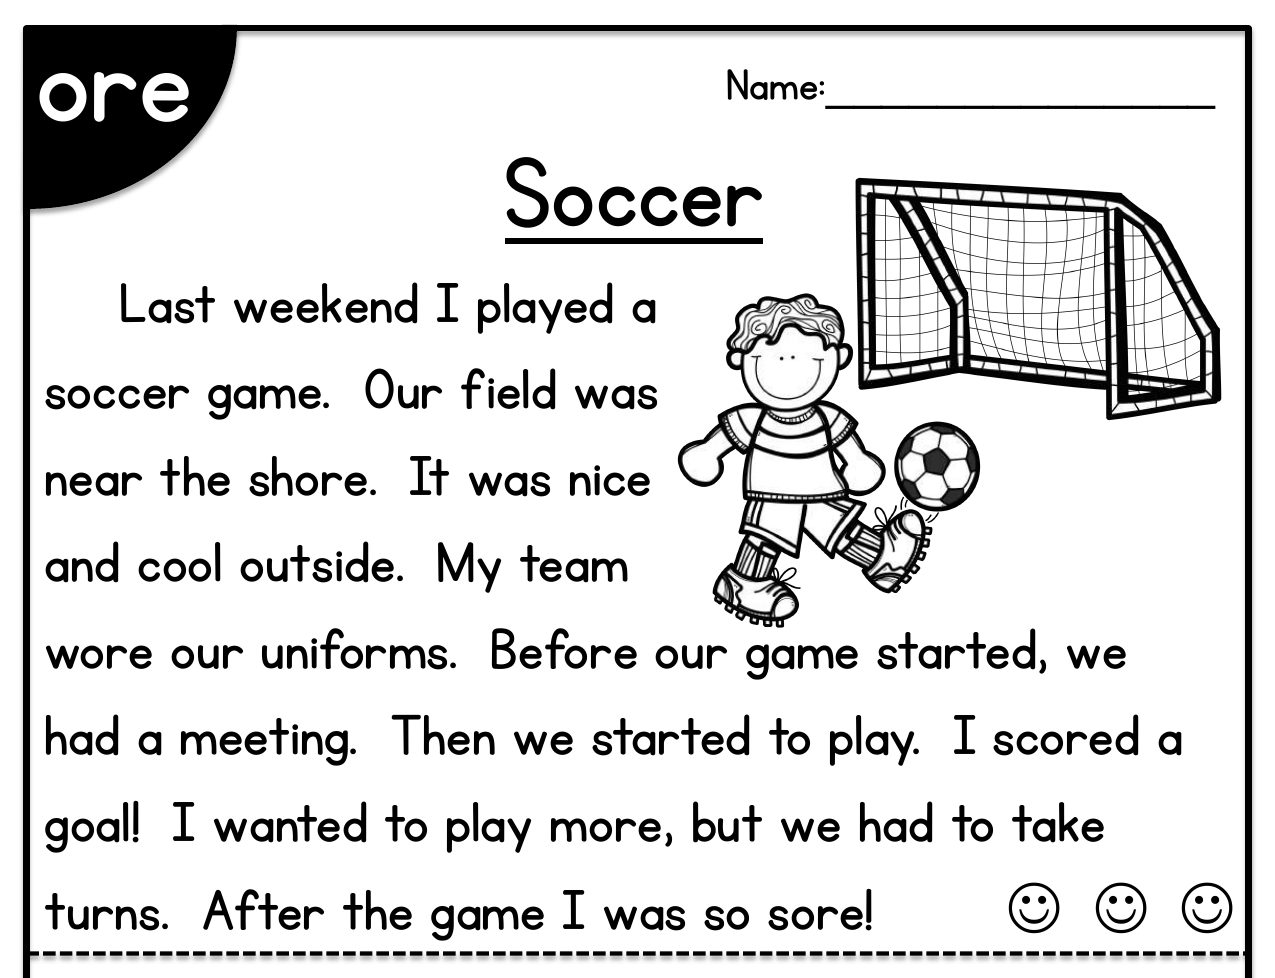 ore
Name:
Soccer
Last weekend I played a
soccer game. Our field was
near the shore. It was nice
and cool outside. My team
wore our uniforms. Before our game started, we
had a meeting. Then we started to play. I scored a
goal! I wanted to play more, but we had to take
turns. After the game I was so sore!